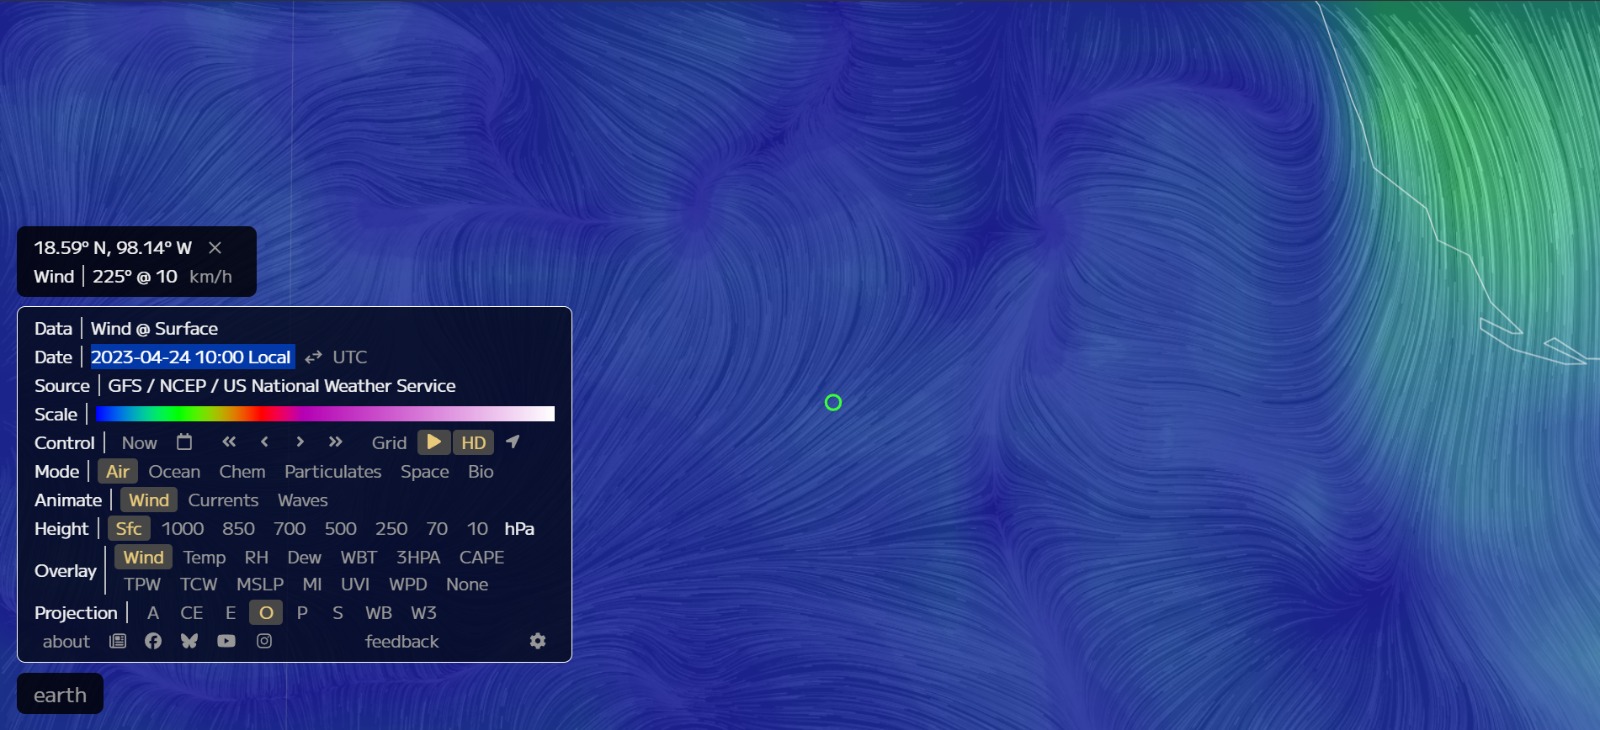 18.59° N, 98.14° W ×
Wind | 225° @ 10 km/h
Data | Wind @ Surface
Date | 2023-04-24 10:00 Local ⇄ UTC
Source | GFS / NCEP / US National Weather Service
Scale |
Control | Now « ‹ › » Grid ▶ HD
Mode | Air Ocean Chem Particulates Space Bio
Animate | Wind Currents Waves
Height | Sfc 1000 850 700 500 250 70 10 hPa
Overlay | Wind Temp RH Dew WBT 3HPA CAPE
TPW TCW MSLP MI UVI WPD None
Projection | A CE E O P S WB W3
about feedback
earth